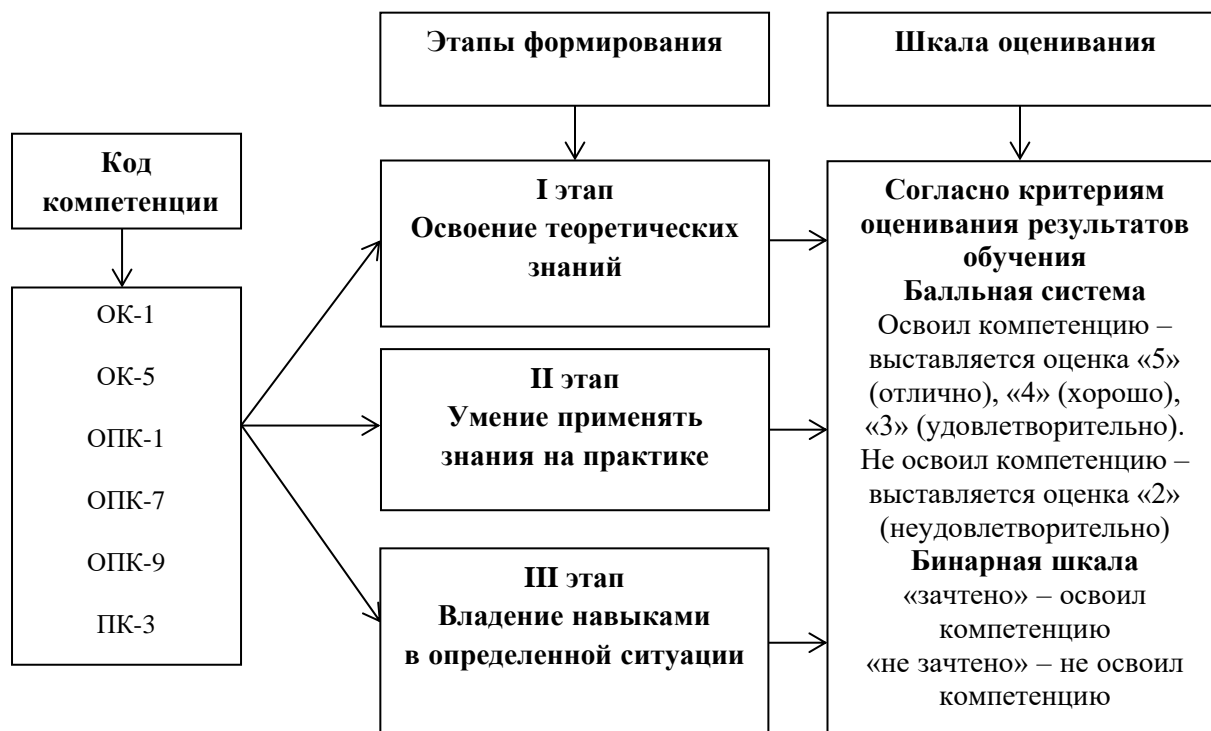 Этапы формирования
Шкала оценивания
Код
компетенции
ОК-1
ОК-5
ОПК-1
ОПК-7
ОПК-9
ПК-3
I этап
Освоение теоретических
знаний
II этап
Умение применять
знания на практике
III этап
Владение навыками
в определенной ситуации
Согласно критериям
оценивания результатов
обучения
Балльная система
Освоил компетенцию –
выставляется оценка «5»
(отлично), «4» (хорошо),
«3» (удовлетворительно).
Не освоил компетенцию –
выставляется оценка «2»
(неудовлетворительно)
Бинарная шкала
«зачтено» – освоил
компетенцию
«не зачтено» – не освоил
компетенцию